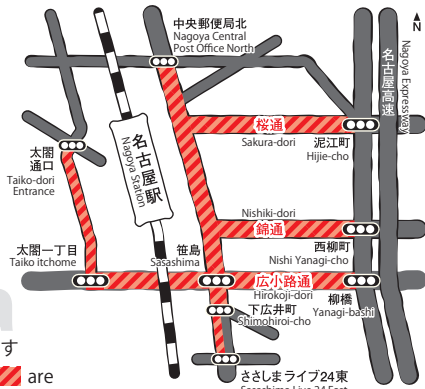 中央郵便局北
Nagoya Central
Post Office North
N
名古屋高速
Nagoya Expressway
桜通
Sakura-dori
泥江町
Hijie-cho
太閤
通口
Taiko-dori
Entrance
名古屋駅
Nagoya Station
Nishiki-dori
錦通
西柳町
Nishi Yanagi-cho
太閤一丁目
Taiko itchome
笹島
Sasashima
広小路通
Hirokoji-dori
柳橋
Yanagi-bashi
下広井町
Shimohiroi-cho
す
are
ささしまライブ24東
Sasashima Live 24 East